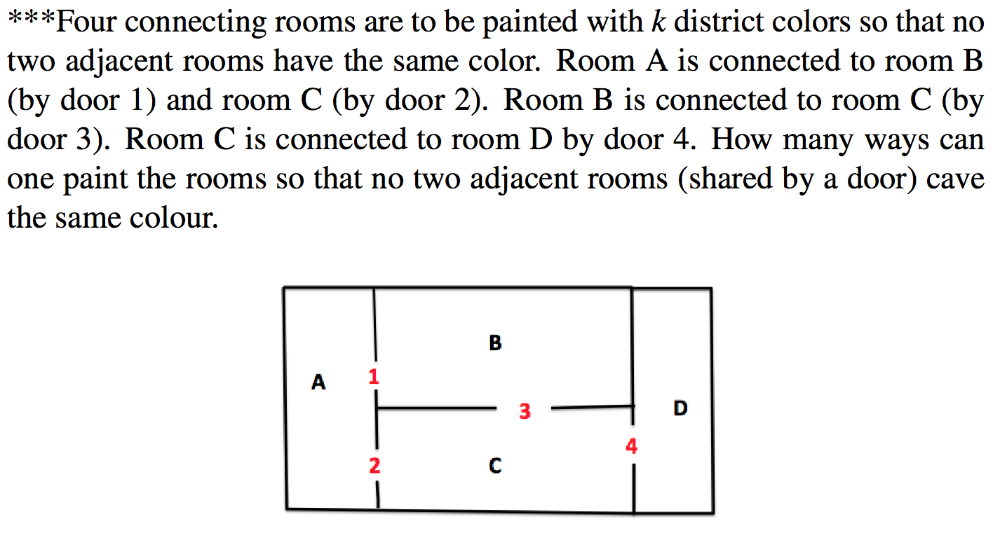 ***Four connecting rooms are to be painted with k district colors so that no
two adjacent rooms have the same color. Room A is connected to room B
(by door 1) and room C (by door 2). Room B is connected to room C (by
door 3). Room C is connected to room D by door 4. How many ways can
one paint the rooms so that no two adjacent rooms (shared by a door) cave
the same colour.
B
A 1
3 D
4
2 C